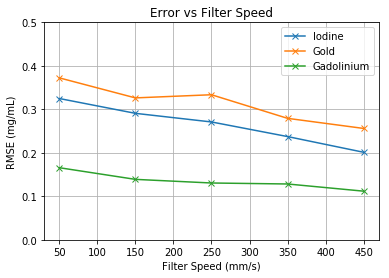 Error vs Filter Speed
0.5
0.4
0.3
0.2
0.1
0.0
RMSE (mg/mL)
Iodine
Gold
Gadolinium
50 100 150 200 250 300 350 400 450
Filter Speed (mm/s)